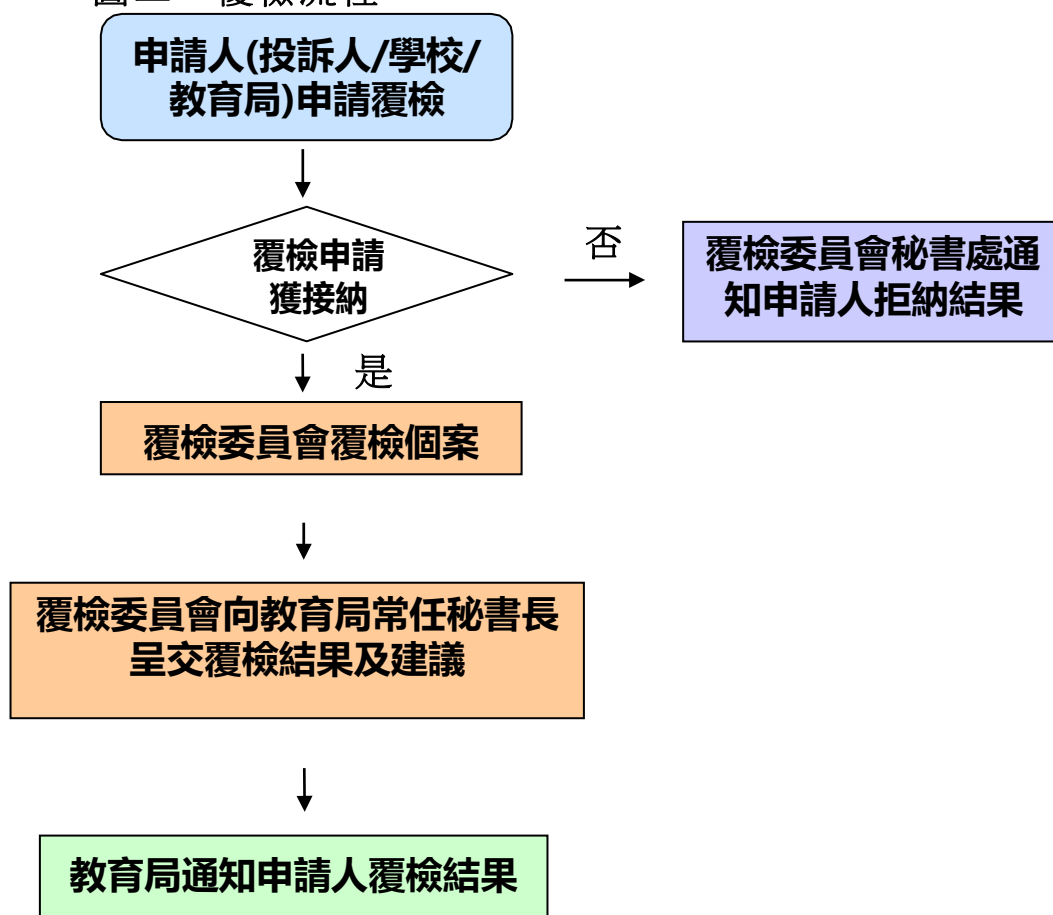 覆檢流程
申請人(投訴人/學校/
教育局)申請覆檢
覆檢申請
獲接納
否
覆檢委員會秘書處通
知申請人拒納結果
是
覆檢委員會覆檢個案
覆檢委員會向教育局常任秘書長
呈交覆檢結果及建議
教育局通知申請人覆檢結果